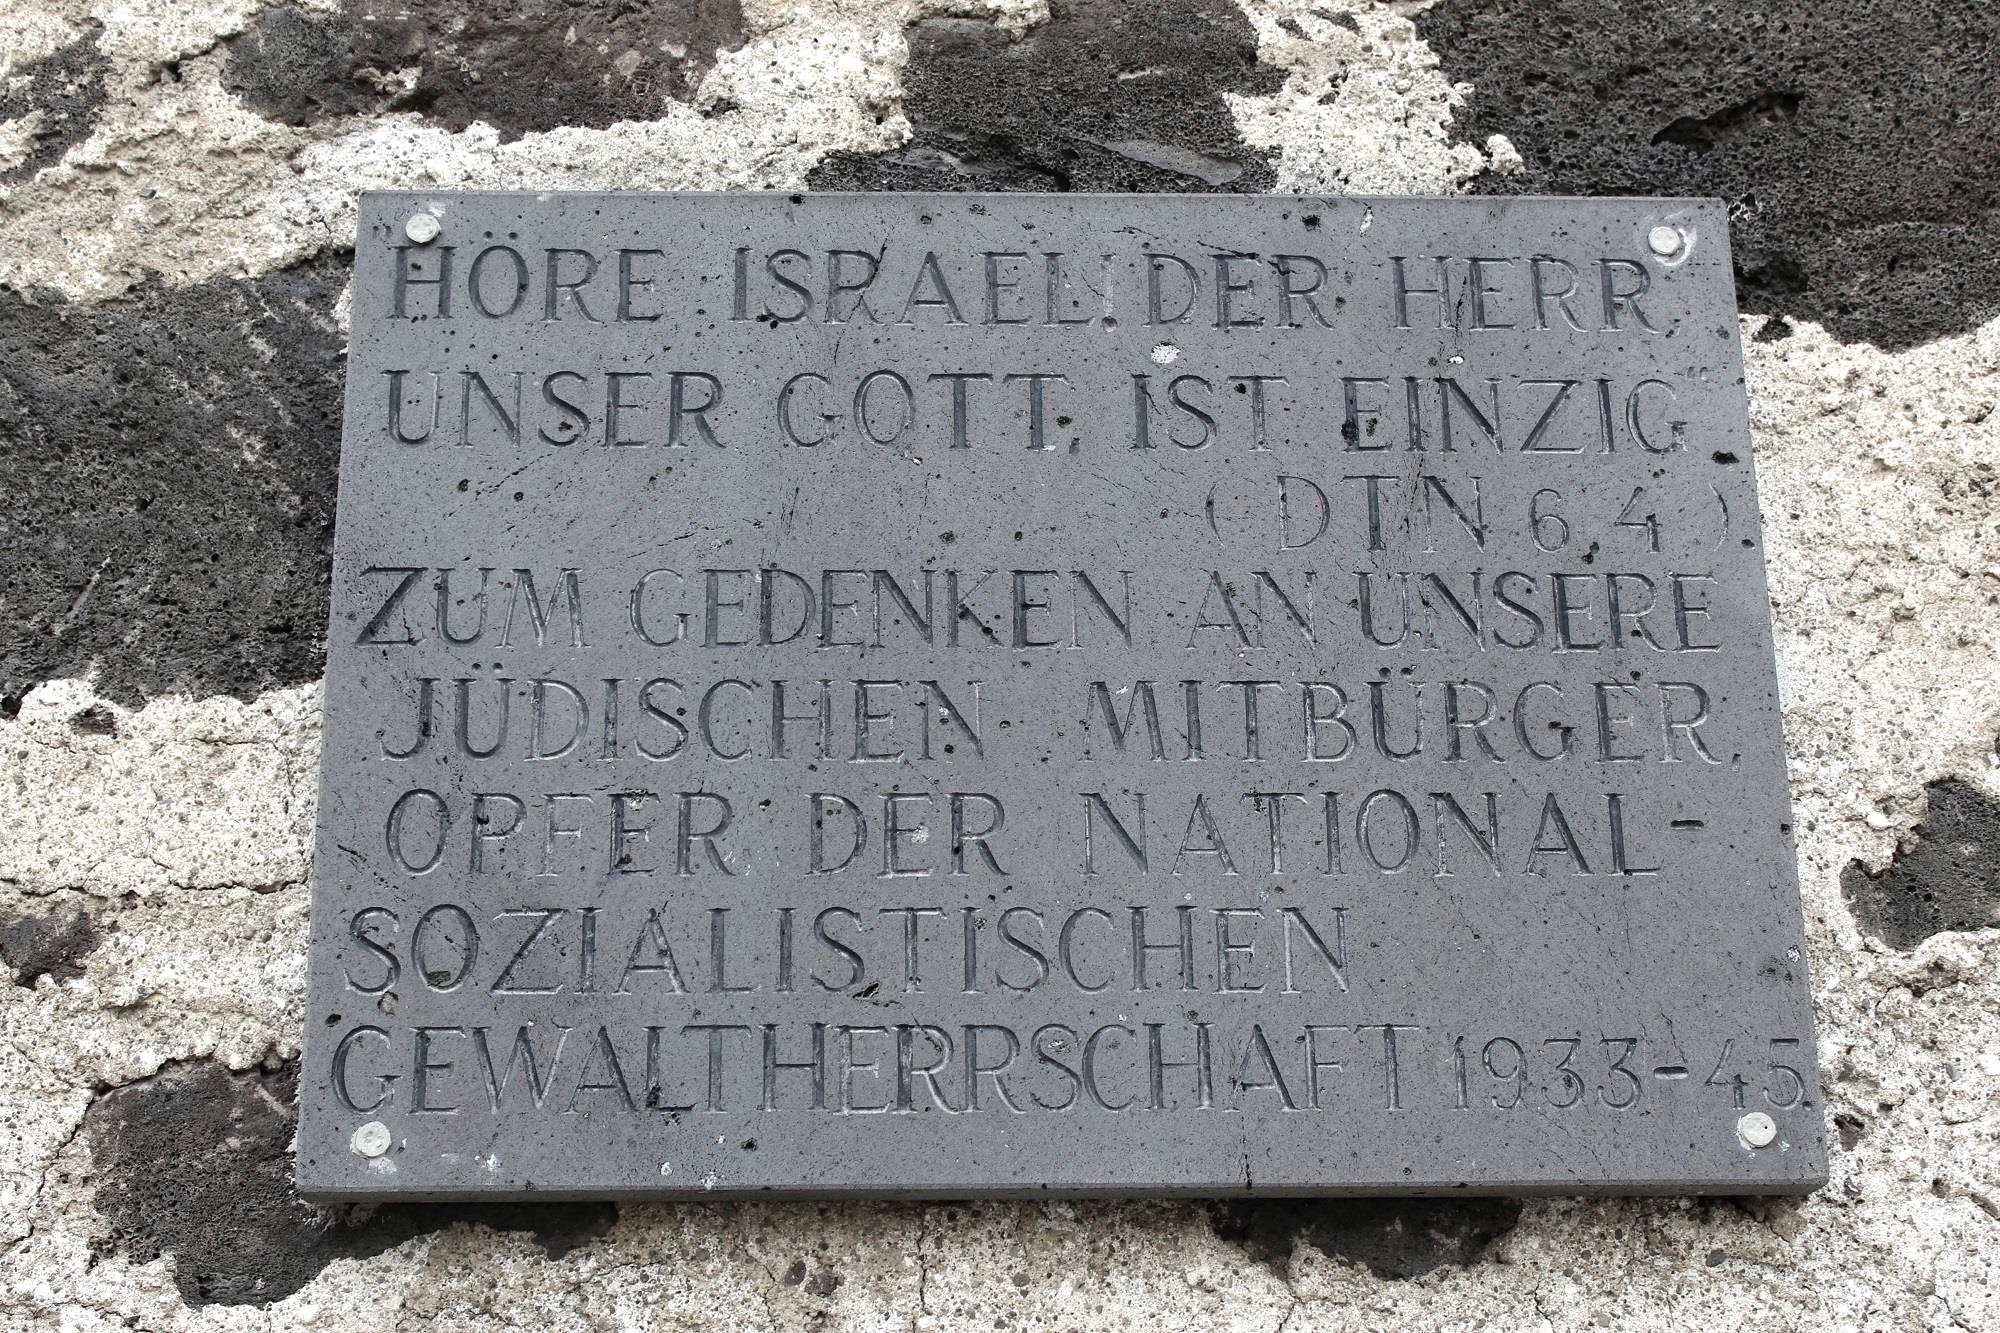 "HÖRE ISRAEL! DER HERR,
UNSER GOTT, IST EINZIG"
(DTN 6,4)
ZUM GEDENKEN AN UNSERE
JÜDISCHEN MITBÜRGER,
OPFER DER NATIONAL-
SOZIALISTISCHEN
GEWALTHERRSCHAFT 1933-45.